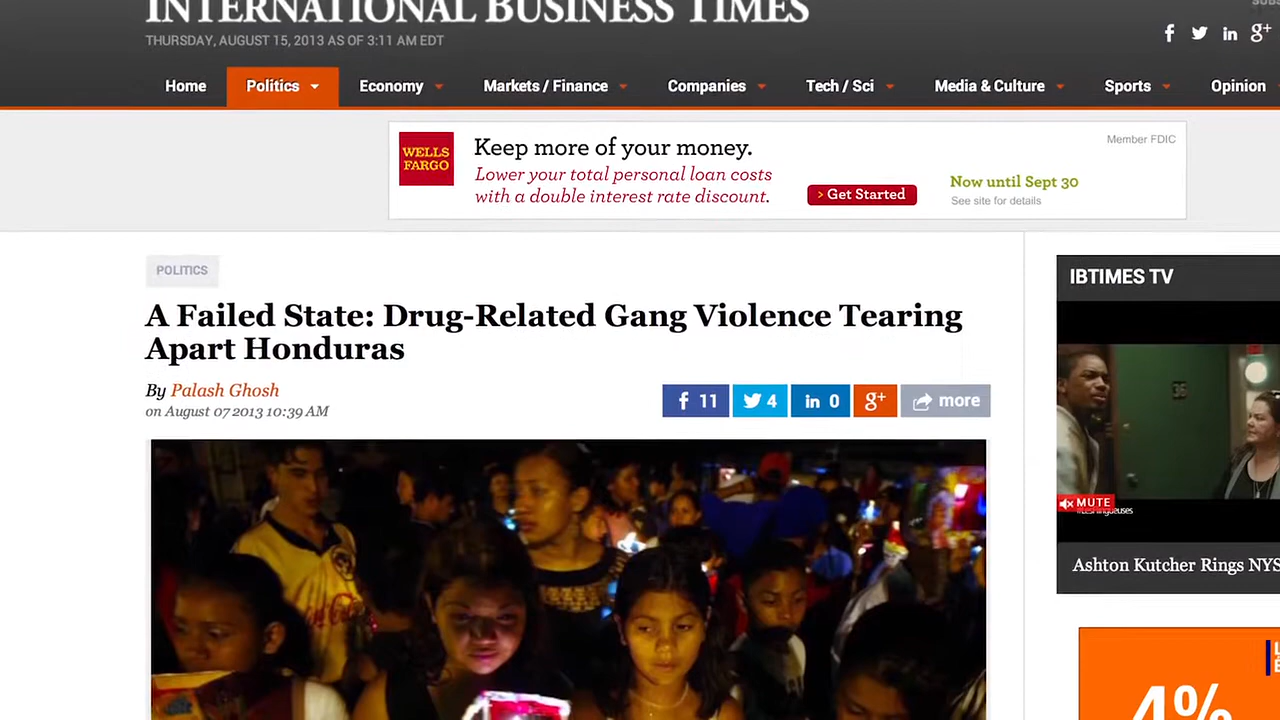 INTERNATIONAL BUSINESS TIMES
THURSDAY, AUGUST 15, 2013 AS OF 3:11 AM EDT
Home
Politics
Economy
Markets / Finance
Companies
Tech / Sci
Media & Culture
Sports
Opinion
WELLS
FARGO
Keep more of your money.
Lower your total personal loan costs
with a double interest rate discount.
> Get Started
Now until Sept 30
See site for details
Member FDIC
POLITICS
A Failed State: Drug-Related Gang Violence Tearing
Apart Honduras
By Palash Ghosh
on August 07 2013 10:39 AM
f 11
4
in 0
g+
more
Coca-Cola
IBTIMES TV
MUTE
Ashton Kutcher Rings NYS
4%